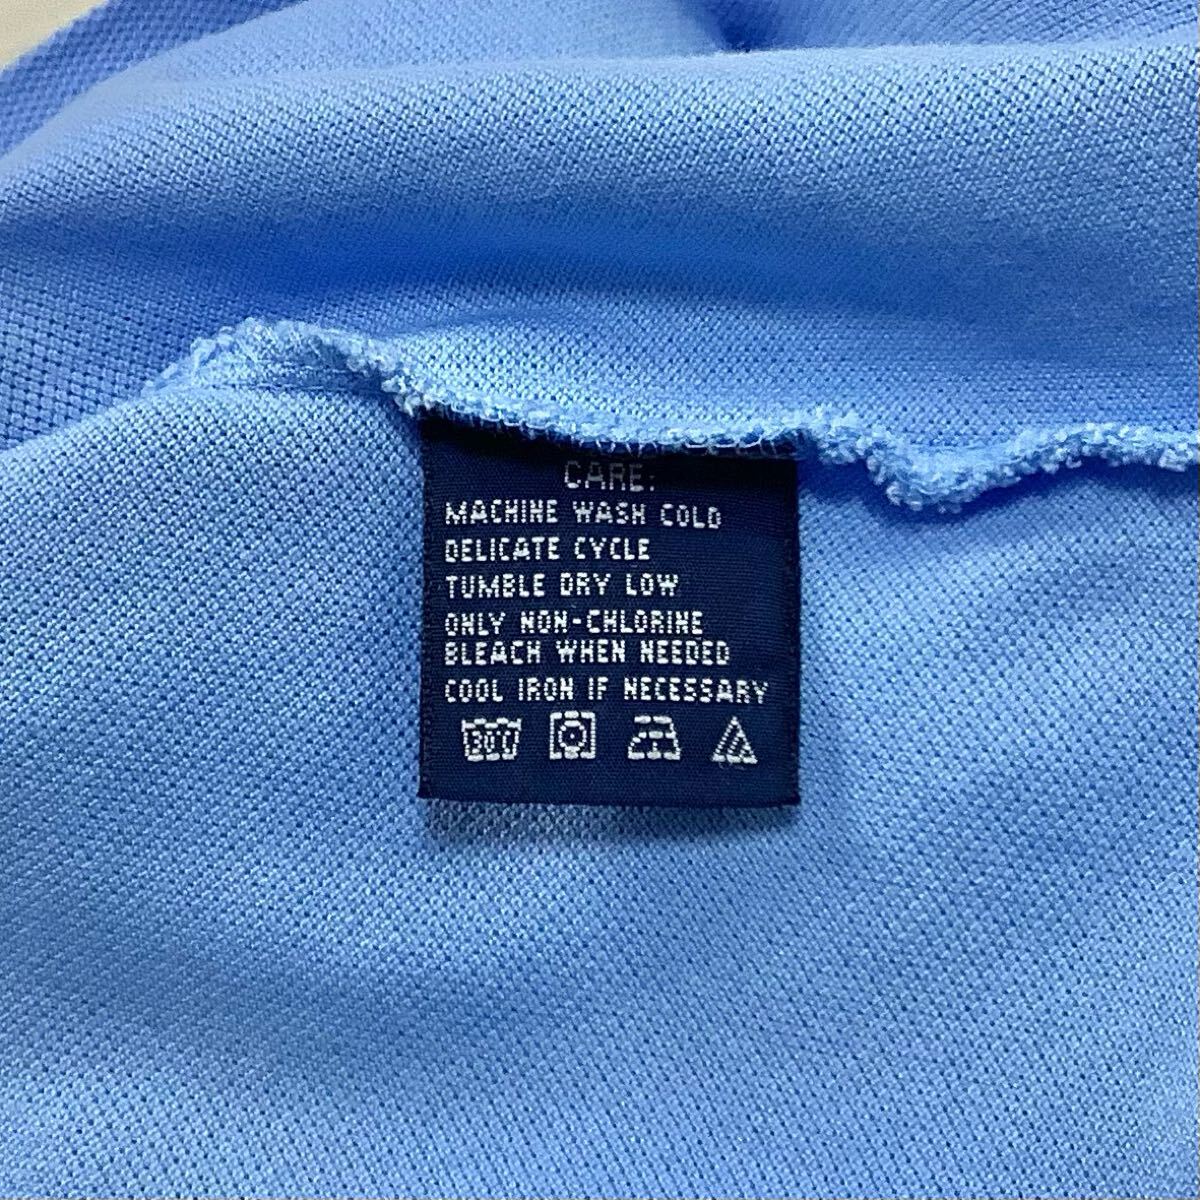 CARE:
MACHINE WASH COLD
DELICATE CYCLE
TUMBLE DRY LOW
ONLY NON-CHLORINE
BLEACH WHEN NEEDED
COOL IRON IF NECESSARY